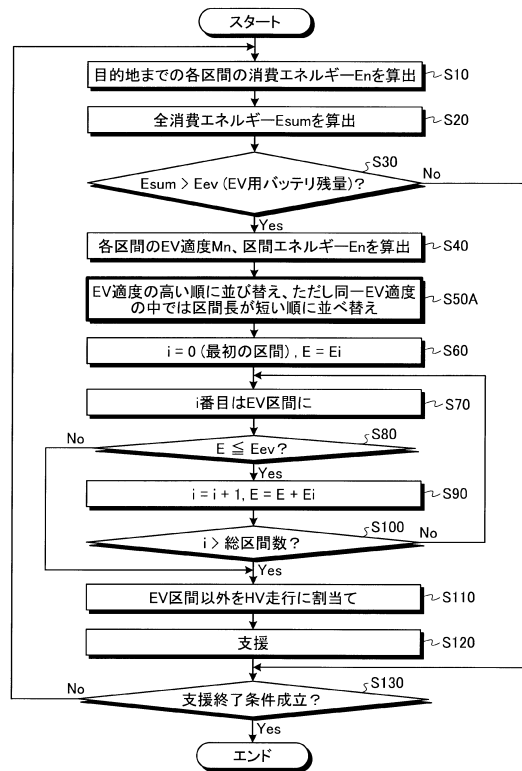 スタート
目的地までの各区間の消費エネルギーEnを算出
S10
全消費エネルギーEsumを算出
S20
S30
Esum > Eev (EV用バッテリ残量)?
No
Yes
各区間のEV適度Mn、区間エネルギーEnを算出
S40
EV適度の高い順に並び替え、ただし同一EV適度
の中では区間長が短い順に並べ替え
S50A
i = 0 (最初の区間) , E = Ei
S60
i番目はEV区間に
S70
No
S80
E ≦ Eev?
Yes
i = i + 1, E = E + Ei
S90
S100
i > 総区間数?
No
Yes
EV区間以外をHV走行に割当て
S110
支援
S120
No
S130
支援終了条件成立?
Yes
エンド